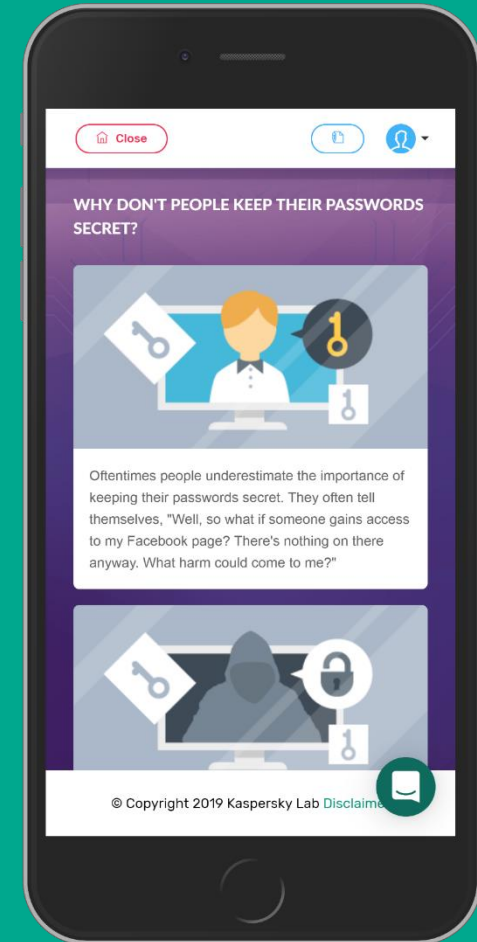 Close
WHY DON'T PEOPLE KEEP THEIR PASSWORDS
SECRET?
Oftentimes people underestimate the importance of
keeping their passwords secret. They often tell
themselves, "Well, so what if someone gains access
to my Facebook page? There's nothing on there
anyway. What harm could come to me?"
© Copyright 2019 Kaspersky Lab Disclaime